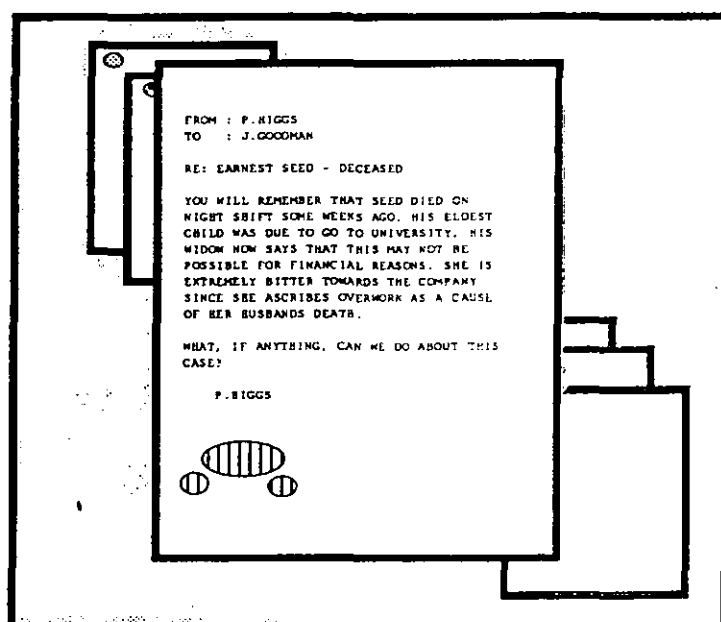 FROM : P.HIGGS
TO : J.GOODMAN
RE: EARNEST SEED - DECEASED
YOU WILL REMEMBER THAT SEED DIED ON
NIGHT SHIFT SOME WEEKS AGO. HIS ELDEST
CHILD WAS DUE TO GO TO UNIVERSITY. HIS
WIDOW NOW SAYS THAT THIS MAY NOT BE
POSSIBLE FOR FINANCIAL REASONS. SHE IS
EXTREMELY BITTER TOWARDS THE COMPANY
SINCE SHE ASCRIBES OVERWORK AS A CAUSE
OF HER HUSBANDS DEATH.
WHAT, IF ANYTHING, CAN WE DO ABOUT THIS
CASE?
P.HIGGS